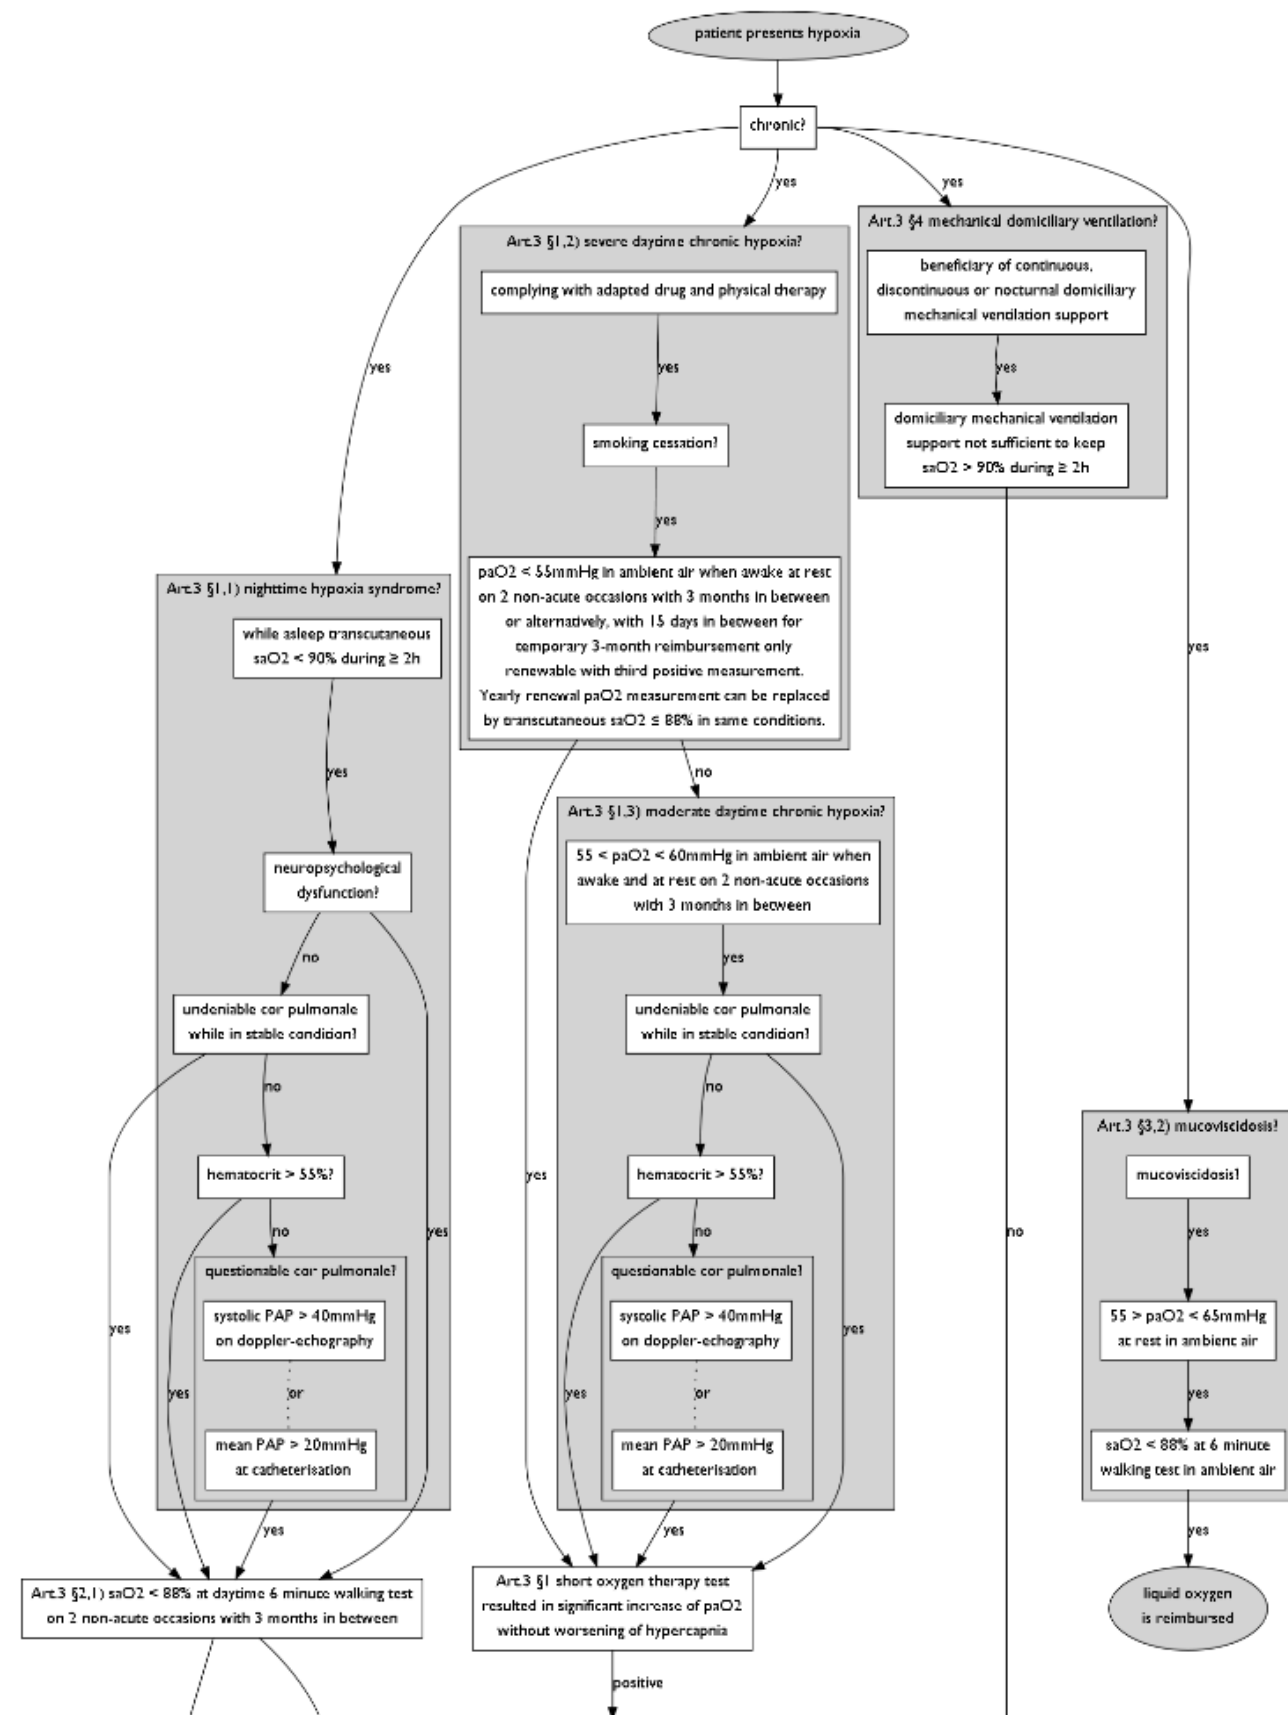 patient presents hypoxia
chronic?
yes
yes
Art.3 §4 mechanical domiciliary ventilation?
beneficiary of continuous,
discontinuous or nocturnal domiciliary
mechanical ventilation support
yes
domiciliary mechanical ventilation
support not sufficient to keep
saO2 > 90% during ≥ 2h
Art.3 §1,2) severe daytime chronic hypoxia?
complying with adapted drug and physical therapy
yes
smoking cessation?
yes
paO2 < 55mmHg in ambient air when awake at rest
on 2 non-acute occasions with 3 months in between
or alternatively, with 15 days in between for
temporary 3-month reimbursement only
renewable with third positive measurement.
Yearly renewal paO2 measurement can be replaced
by transcutaneous saO2 ≤ 88% in same conditions.
yes
Art.3 §1,1) nighttime hypoxia syndrome?
while asleep transcutaneous
saO2 < 90% during ≥ 2h
yes
neuropsychological
dysfunction?
no
undeniable cor pulmonale
while in stable condition?
no
hematocrit > 55%?
no
yes
questionable cor pulmonale?
systolic PAP > 40mmHg
on doppler-echography
or
mean PAP > 20mmHg
at catheterisation
yes
yes
yes
Art.3 §2,1) saO2 < 88% at daytime 6 minute walking test
on 2 non-acute occasions with 3 months in between
no
Art.3 §1,3) moderate daytime chronic hypoxia?
55 < paO2 < 60mmHg in ambient air when
awake and at rest on 2 non-acute occasions
with 3 months in between
yes
undeniable cor pulmonale
while in stable condition?
no
yes
hematocrit > 55%?
no
questionable cor pulmonale?
systolic PAP > 40mmHg
on doppler-echography
yes
yes
or
mean PAP > 20mmHg
at catheterisation
yes
Art.3 §1 short oxygen therapy test
resulted in significant increase of paO2
without worsening of hypercapnia
positive
no
yes
Art.3 §3,2) mucoviscidosis?
mucoviscidosis?
yes
55 > paO2 < 65mmHg
at rest in ambient air
yes
saO2 < 88% at 6 minute
walking test in ambient air
yes
liquid oxygen
is reimbursed